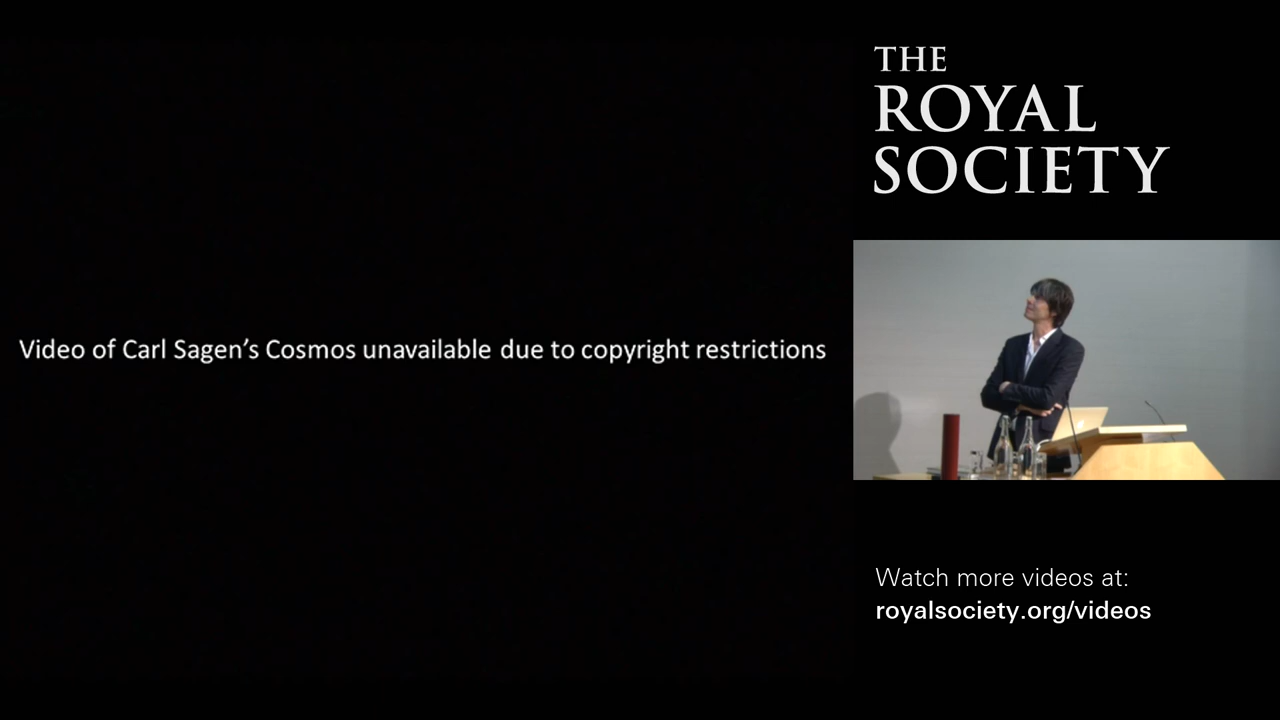 Video of Carl Sagen’s Cosmos unavailable due to copyright restrictions
THE
ROYAL
SOCIETY
Watch more videos at:
royalsociety.org/videos